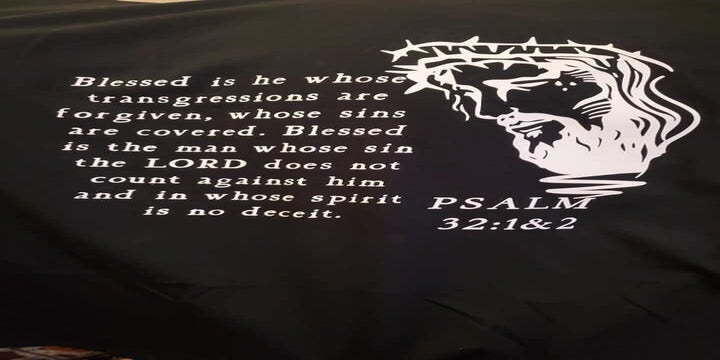 Blessed is he whose
transgressions are
forgiven, whose sins
are covered. Blessed
is the man whose sin
the LORD does not
count against him
and in whose spirit
is no deceit.
PSALM
32:1&2